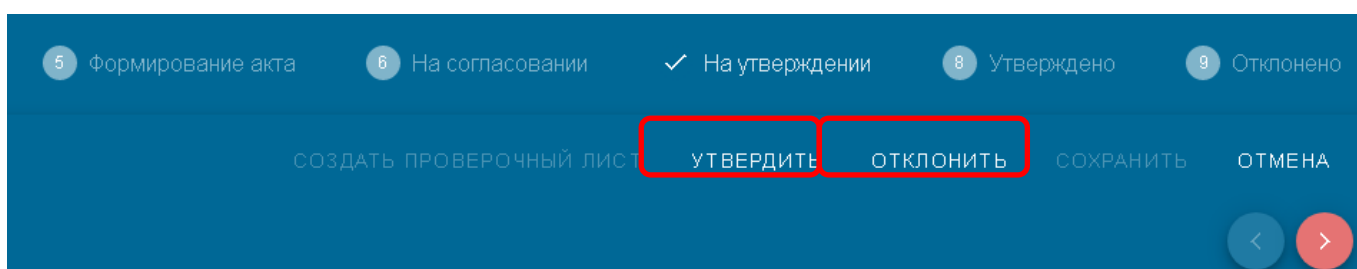 5 Формирование акта 6 На согласовании На утверждении 8 Утверждено 9 Отклонено
СОЗДАТЬ ПРОВЕРОЧНЫЙ ЛИСТ УТВЕРДИТЬ ОТКЛОНИТЬ СОХРАНИТЬ ОТМЕНА